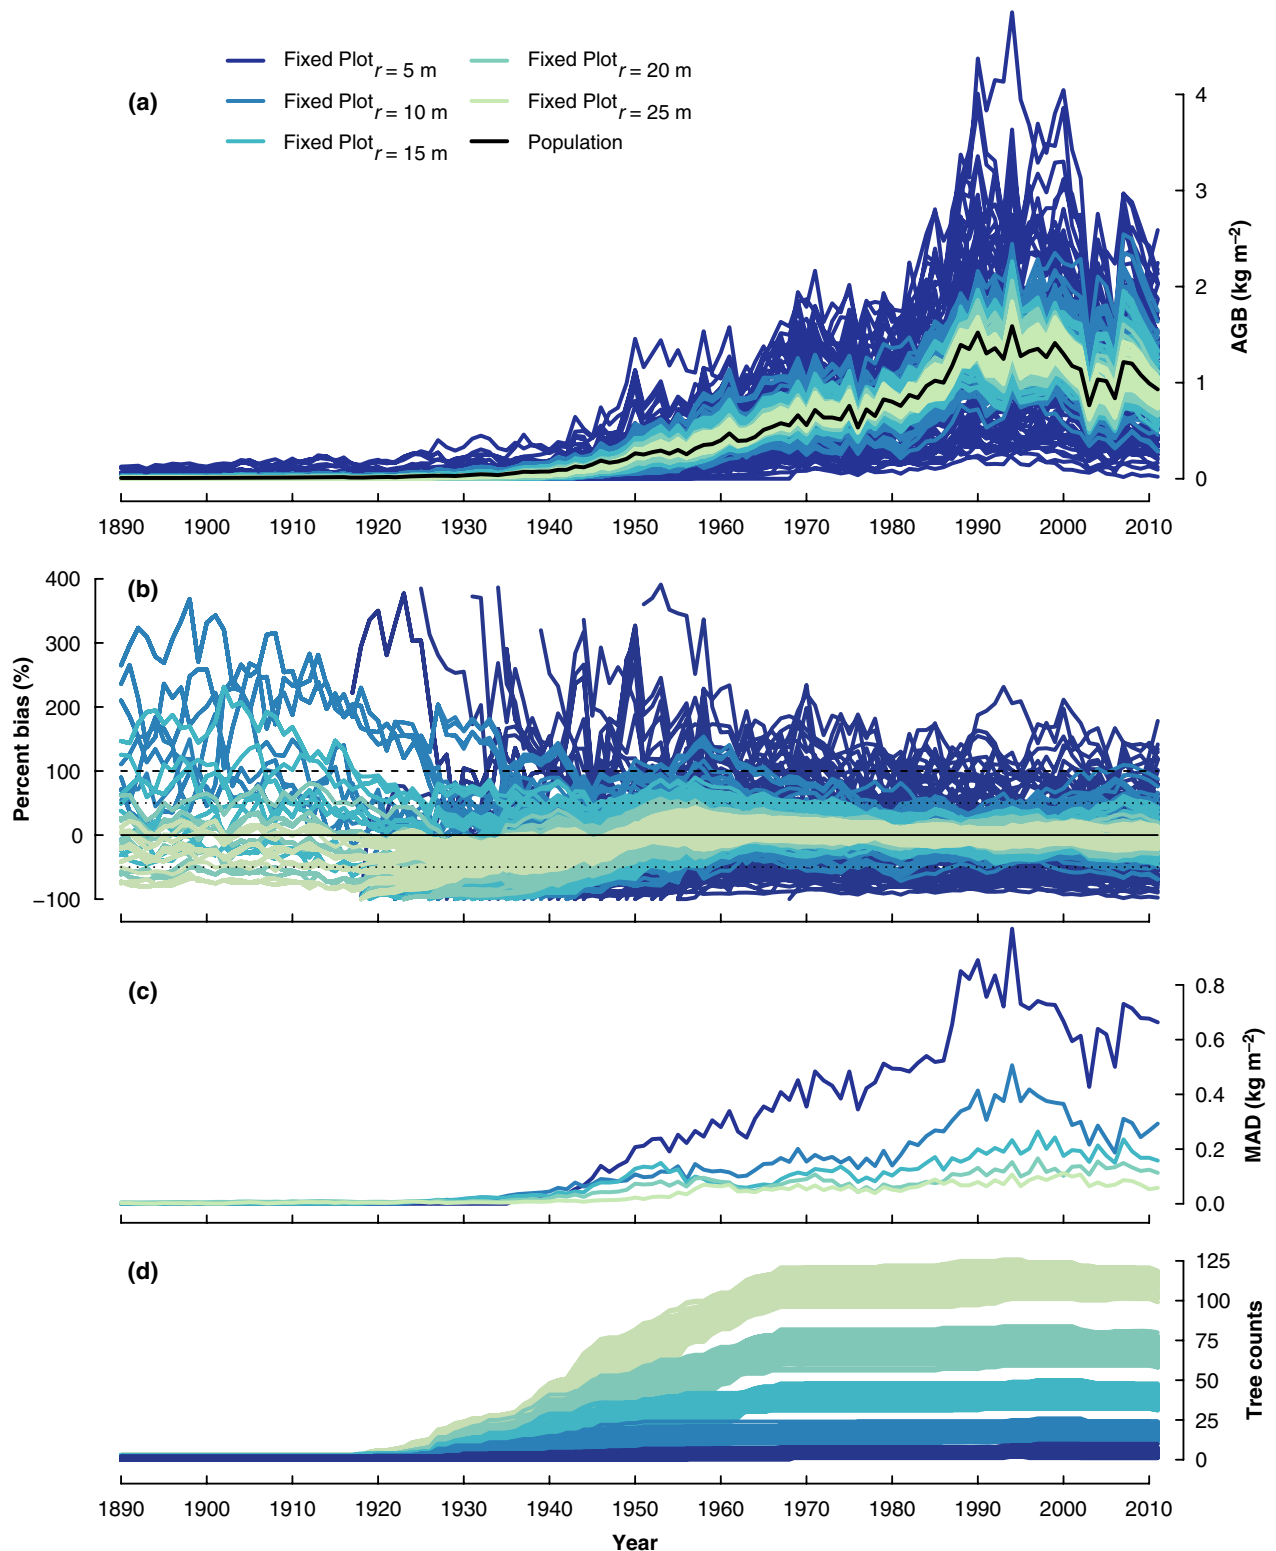 (a)
Fixed Plot r = 5 m
Fixed Plot r = 10 m
Fixed Plot r = 15 m
Fixed Plot r = 20 m
Fixed Plot r = 25 m
Population
4
3
2
1
0
AGB (kg m−2)
1890 1900 1910 1920 1930 1940 1950 1960 1970 1980 1990 2000 2010
(b)
400
300
200
100
0
−100
Percent bias (%)
(c)
0.8
0.6
0.4
0.2
0.0
MAD (kg m−2)
(d)
125
100
75
50
25
0
Tree counts
1890 1900 1910 1920 1930 1940 1950 1960 1970 1980 1990 2000 2010
Year